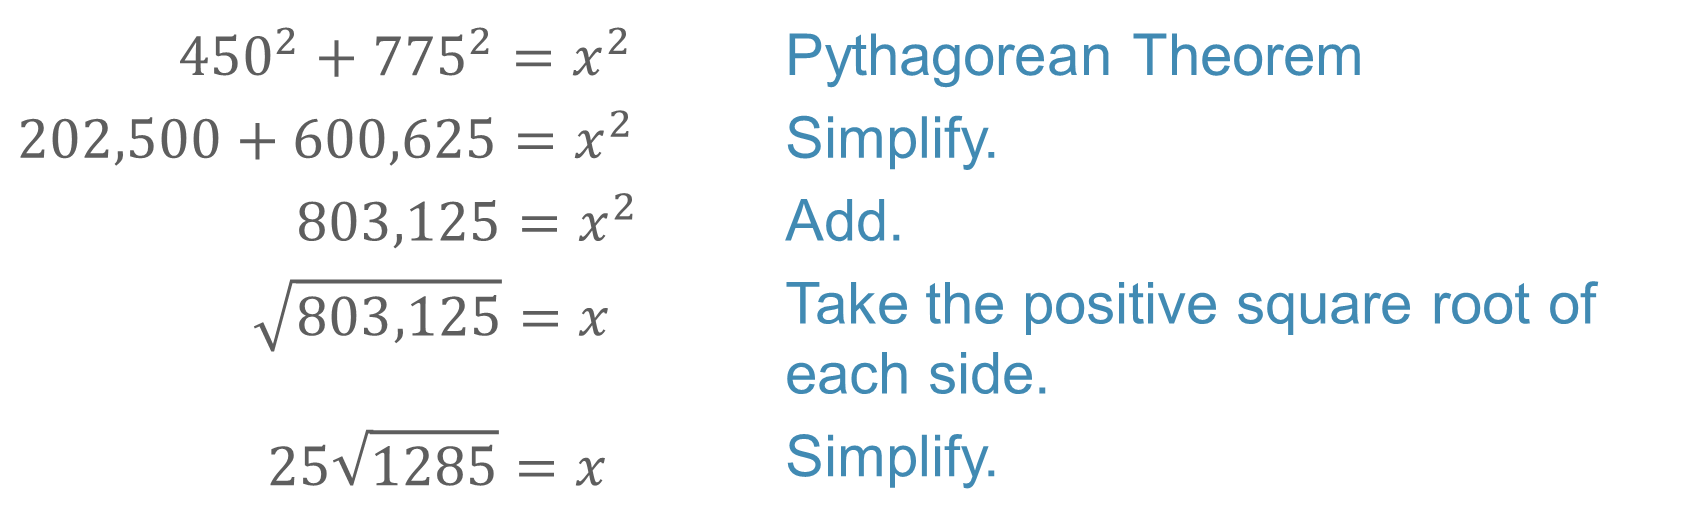 450² + 775² = x² Pythagorean Theorem
202,500 + 600,625 = x² Simplify.
803,125 = x² Add.
√803,125 = x Take the positive square root of
each side.
25√1285 = x Simplify.